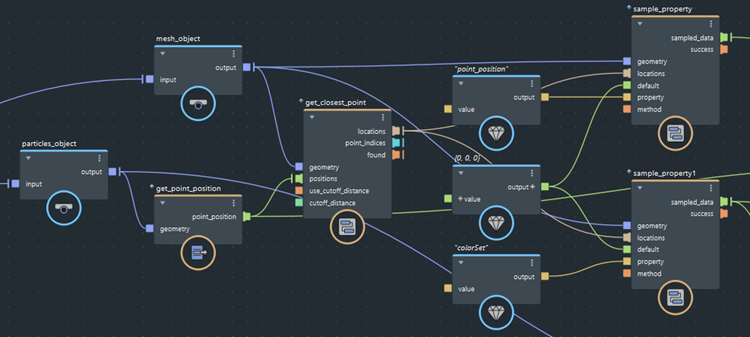 mesh_object
output
input
particles_object
output
input
get_point_position
point_position
geometry
get_closest_point
locations
point_indices
found
geometry
positions
use_cutoff_distance
cutoff_distance
"point_position"
output
value
{0, 0, 0}
output
value
"colorSet"
output
value
sample_property
sampled_data
success
geometry
locations
default
property
method
sample_property1
sampled_data
success
geometry
locations
default
property
method